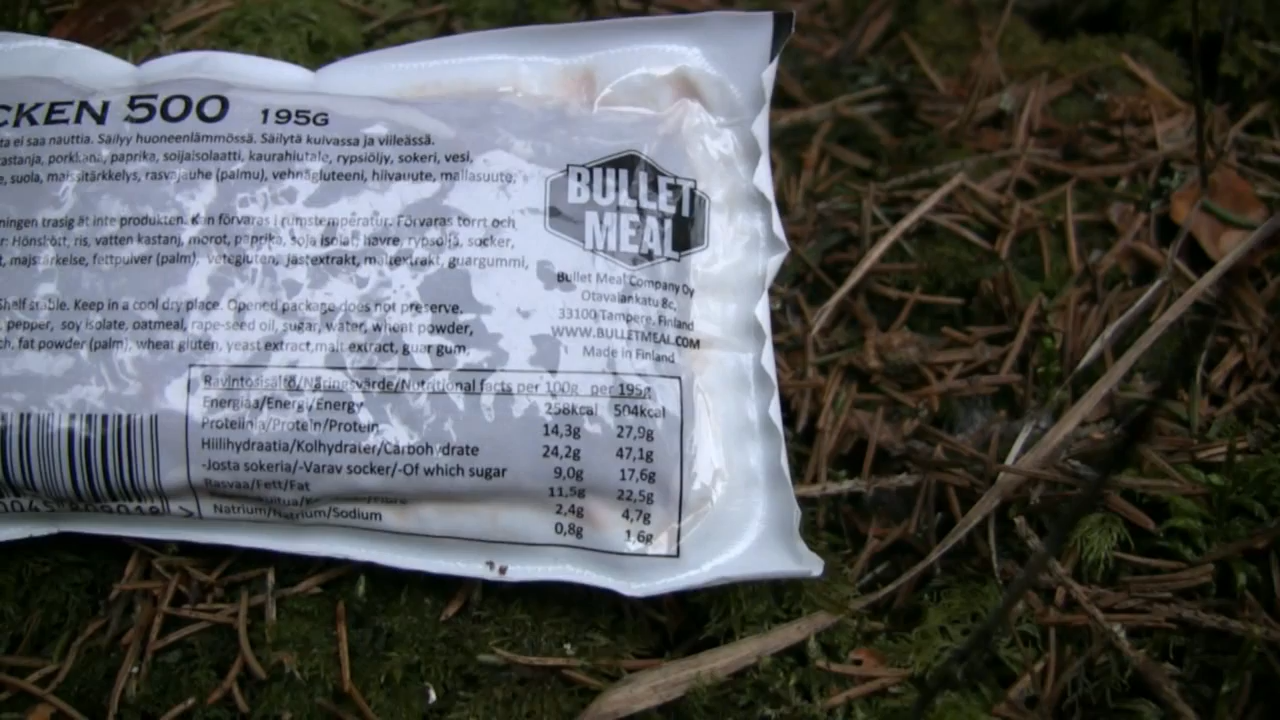 CKEN 500 195G
ta ei saa nauttia. Säilyy huoneenlämmössä. Säilytä kuivassa ja viileässä.
astanja, porkkana, paprika, soijaisolaatti, kaurahiutale, rypsiöljy, sokeri, vesi,
e, suola, maissitärkkelys, rasvajauhe (palmu), vehnägluteeni, hiivauute, mallasuute,
ningen trasig ät inte produkten. Kan förvaras i rumstemperatur. Förvaras torrt och
r: Hönskött, ris, vatten kastanj, morot, paprika, soja isolat, havre, rypsolja, socker,
t, majstärkelse, fettpulver (palm), vetegluten, jästextrakt, maltextrakt, guargummi,
Shelf stable. Keep in a cool dry place. Opened package does not preserve.
pepper, soy isolate, oatmeal, rape-seed oil, sugar, water, wheat powder,
ch, fat powder (palm), wheat gluten, yeast extract,malt extract, guar gum,
BULLET
MEAL
Bullet Meal Company Oy
Otavalankatu 8c,
33100 Tampere, Finland
WWW.BULLETMEAL.COM
Made in Finland
Ravintosisältö/Näringsvärde/Nutritional facts per 100g per 195g
Energiaa/Energi/Energy 258kcal 504kcal
Proteiinia/Protein/Protein 14,3g 27,9g
Hiilihydraatia/Kolhydrater/Carbohydrate 24,2g 47,1g
-Josta sokeria/-Varav socker/-Of which sugar 9,0g 17,6g
Rasvaa/Fett/Fat 11,5g 22,5g
2,4g 4,7g
Natrium/Natrium/Sodium 0,8g 1,6g